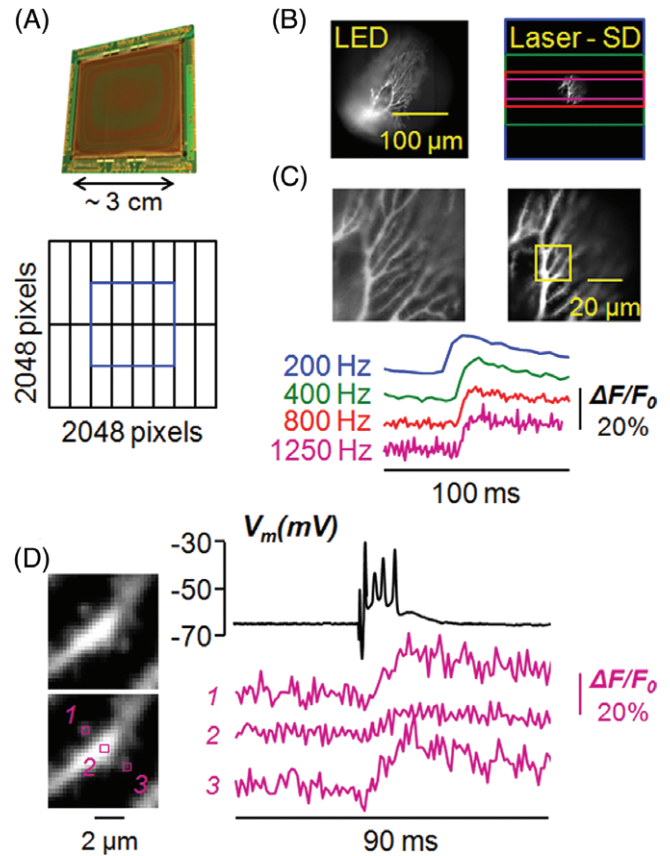 (A)
~ 3 cm
2048 pixels
2048 pixels
(B)
LED
100 µm
Laser - SD
(C)
20 µm
200 Hz
400 Hz
800 Hz
1250 Hz
ΔF/F₀
20%
100 ms
(D)
1
2
3
2 µm
Vₘ(mV)
-30
-50
-70
1
2
3
ΔF/F₀
20%
90 ms